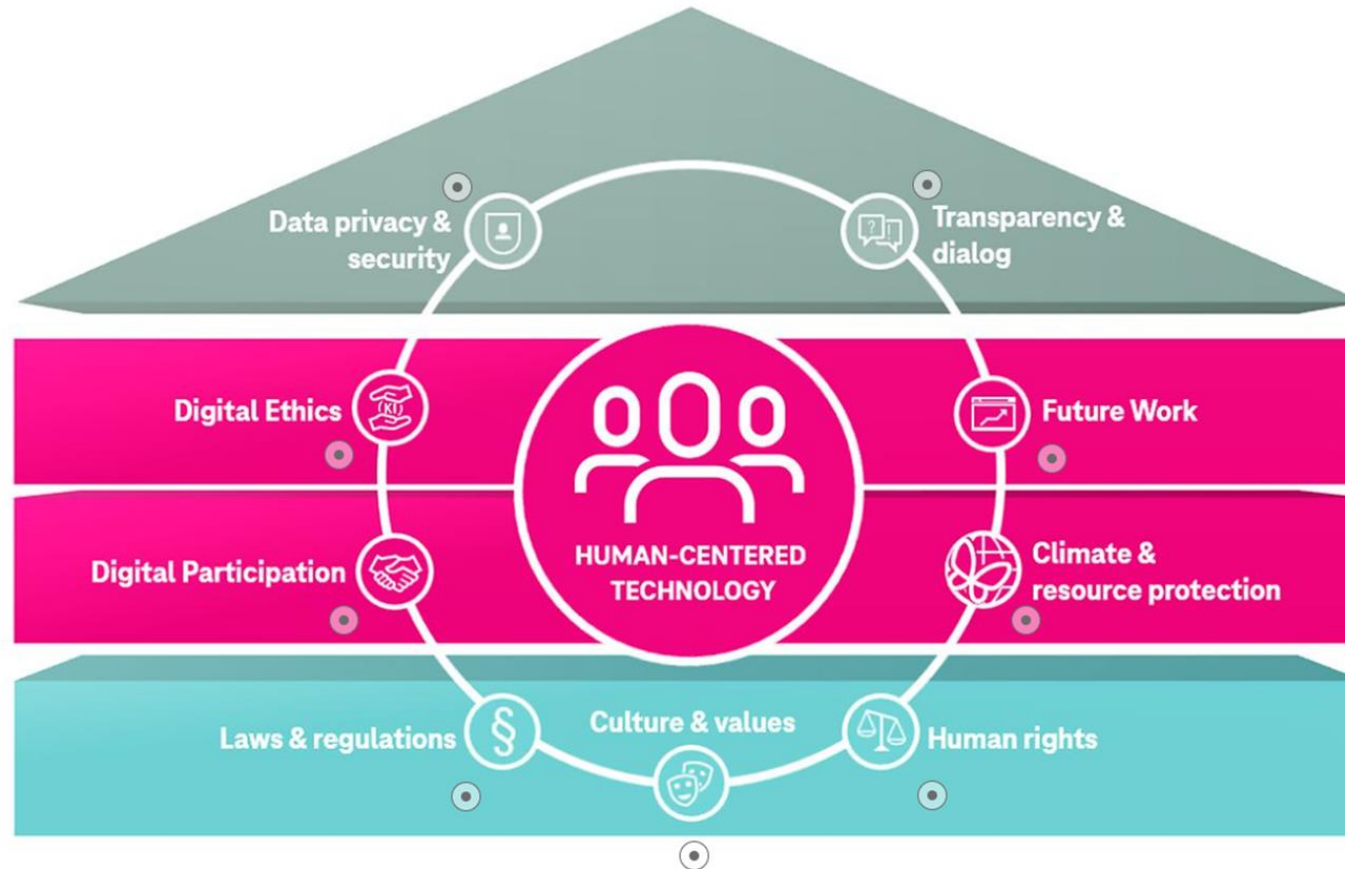 Data privacy &
security
Transparency &
dialog
Digital Ethics
(KI)
Future Work
HUMAN-CENTERED
TECHNOLOGY
Digital Participation
Climate &
resource protection
Laws & regulations
§
Culture & values
Human rights